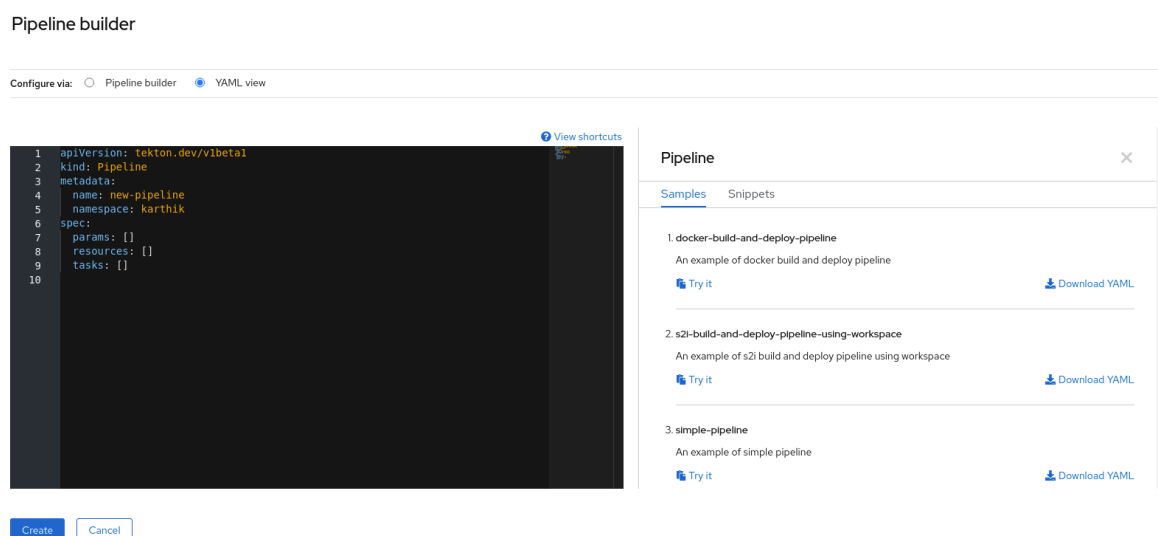 Pipeline builder
Configure via: Pipeline builder YAML view
View shortcuts
1 apiVersion: tekton.dev/v1beta1
2 kind: Pipeline
3 metadata:
4   name: new-pipeline
5   namespace: karthik
6 spec:
7   params: []
8   resources: []
9   tasks: []
10
Pipeline
Samples Snippets
1. docker-build-and-deploy-pipeline
An example of docker build and deploy pipeline
Try it Download YAML
2. s2i-build-and-deploy-pipeline-using-workspace
An example of s2i build and deploy pipeline using workspace
Try it Download YAML
3. simple-pipeline
An example of simple pipeline
Try it Download YAML
Create Cancel